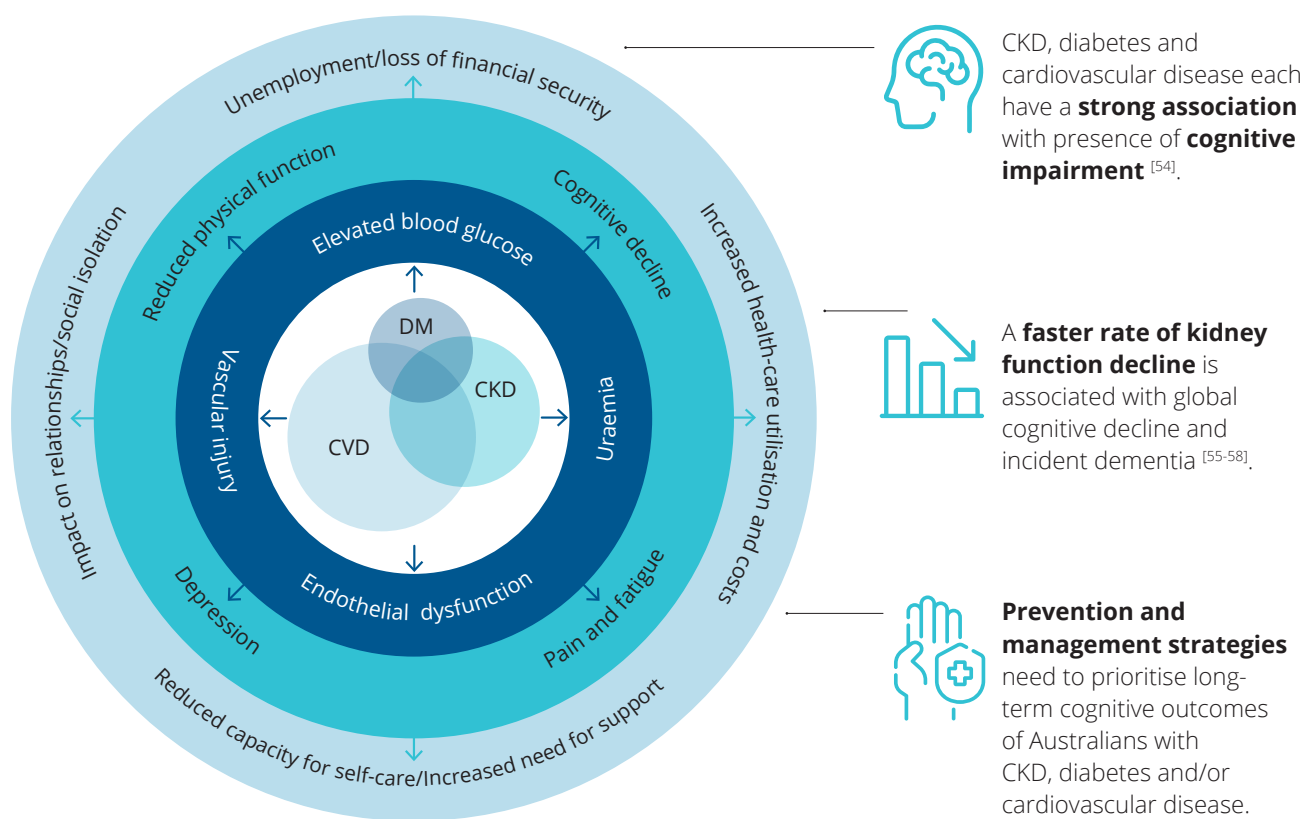 Unemployment/loss of financial security
Impact on relationships/social isolation
Increased health-care utilisation and costs
Reduced capacity for self-care/Increased need for support
Reduced physical function
Cognitive decline
Depression
Pain and fatigue
Elevated blood glucose
Vascular injury
Uraemia
Endothelial dysfunction
DM
CKD
CVD
CKD, diabetes and
cardiovascular disease each
have a strong association
with presence of cognitive
impairment [54].
A faster rate of kidney
function decline is
associated with global
cognitive decline and
incident dementia [55-58].
Prevention and
management strategies
need to prioritise long-
term cognitive outcomes
of Australians with
CKD, diabetes and/or
cardiovascular disease.